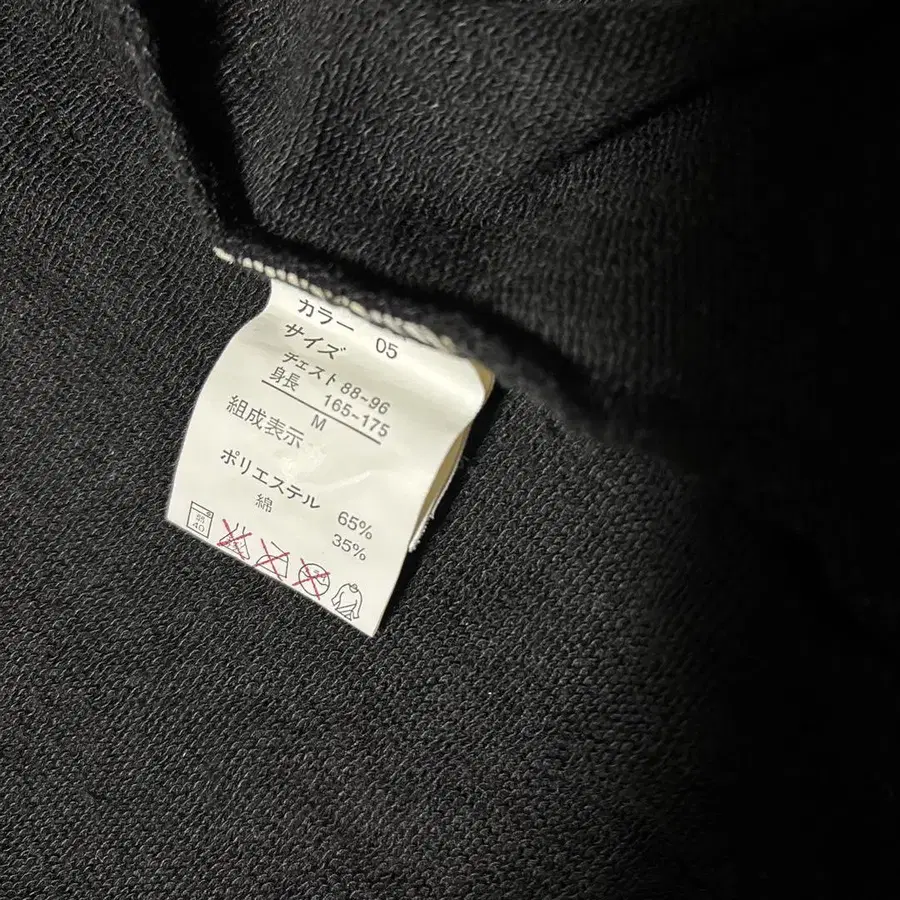 カラー 05
サイズ
チェスト 88~96
身長 165~175
M
組成表示
ポリエステル 65%
綿 35%
40